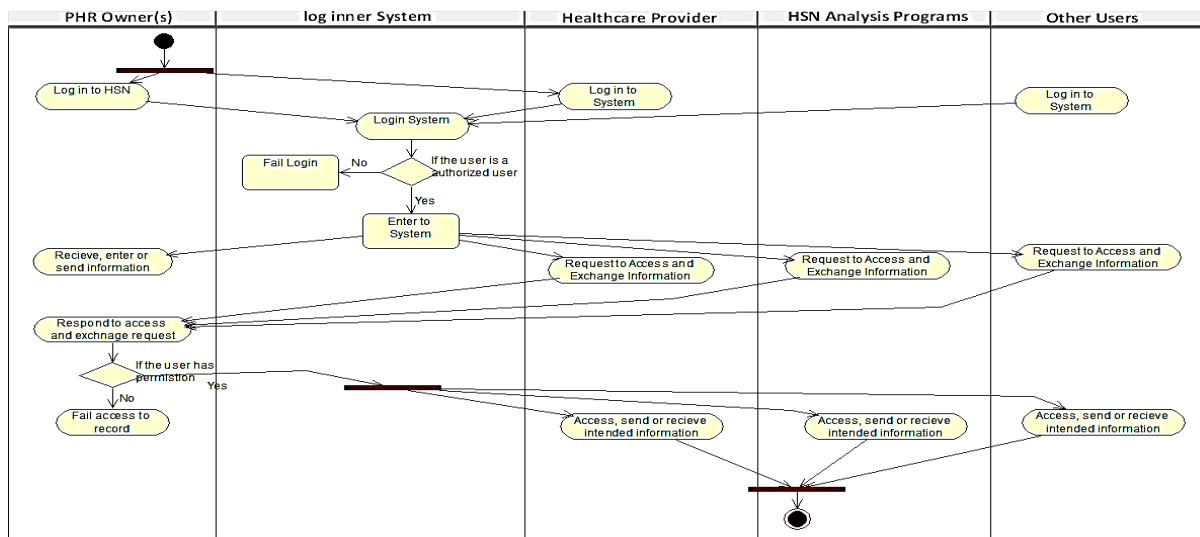 PHR Owner(s)
log inner System
Healthcare Provider
HSN Analysis Programs
Other Users
Log in to HSN
Log in to
System
Log in to
System
Login System
Fail Login
No
If the user is a
authorized user
Yes
Enter to
System
Recieve, enter or
send information
Request to Access and
Exchange Information
Request to Access and
Exchange Information
Request to Access and
Exchange Information
Respond to access
and exchnage request
If the user has
permistion
Yes
No
Fail access to
record
Access, send or recieve
intended information
Access, send or recieve
intended information
Access, send or recieve
intended information